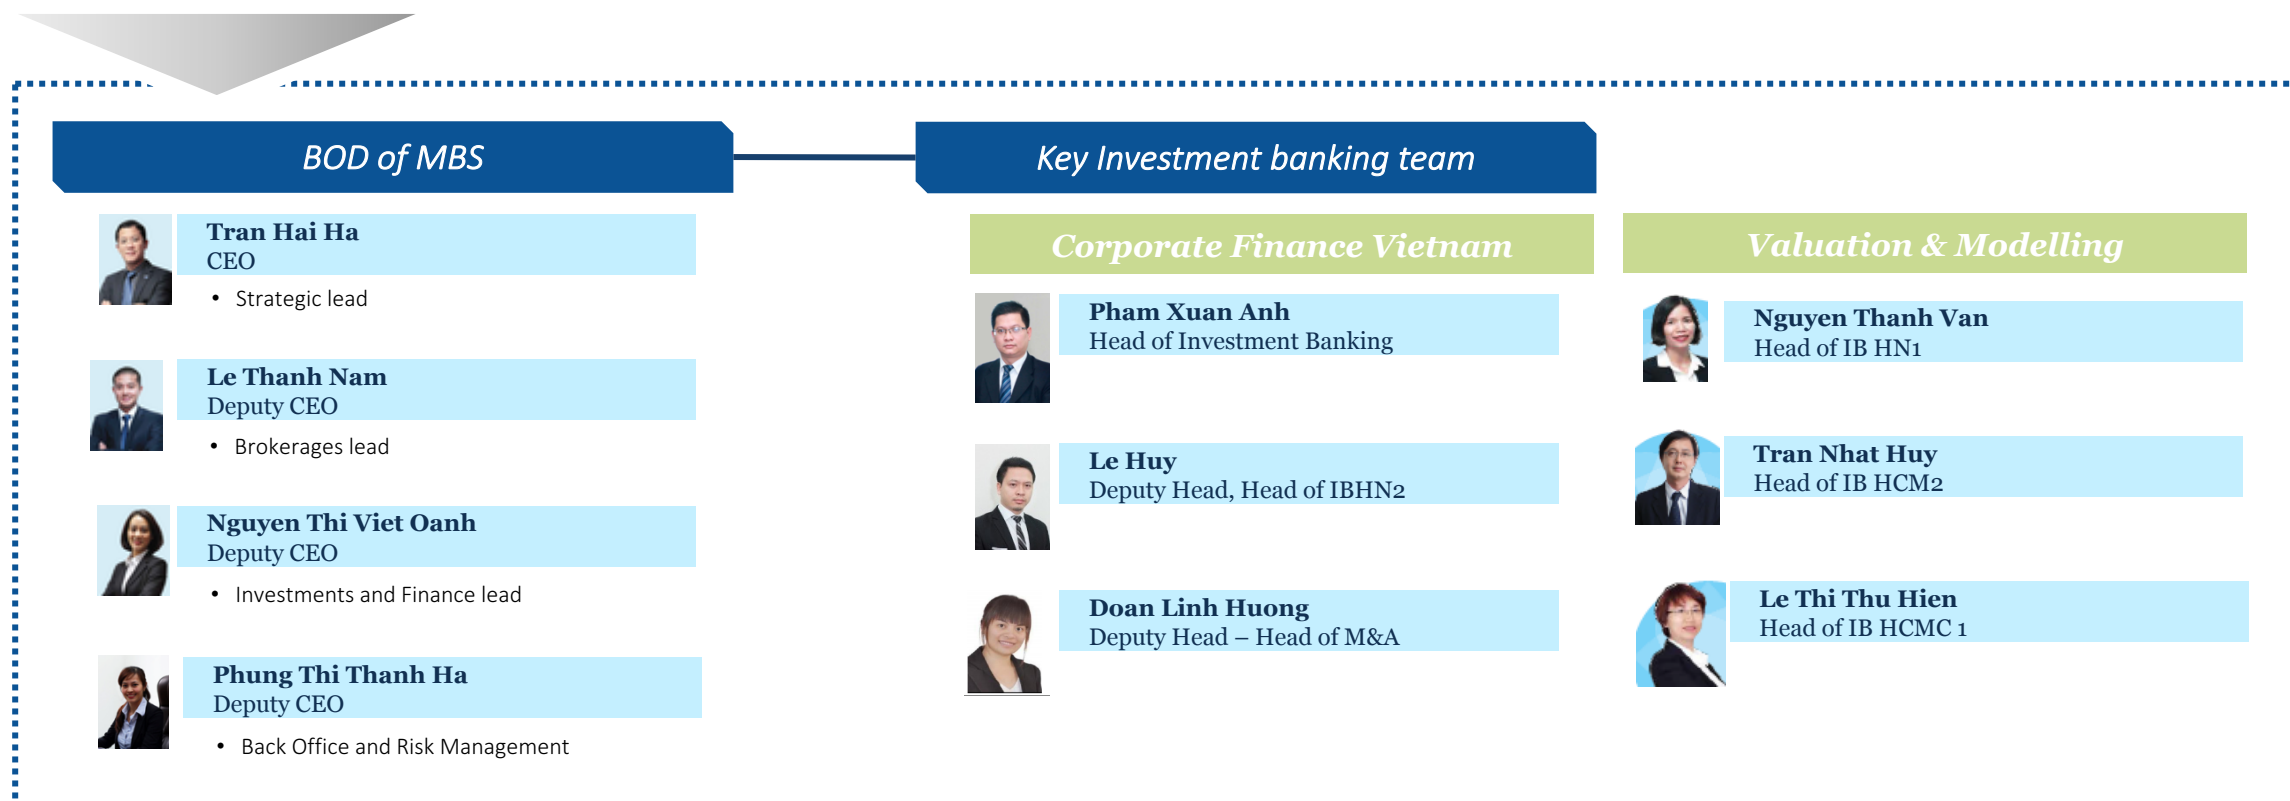 BOD of MBS
Tran Hai Ha
CEO
• Strategic lead
Le Thanh Nam
Deputy CEO
• Brokerages lead
Nguyen Thi Viet Oanh
Deputy CEO
• Investments and Finance lead
Phung Thi Thanh Ha
Deputy CEO
• Back Office and Risk Management
Key Investment banking team
Corporate Finance Vietnam
Pham Xuan Anh
Head of Investment Banking
Le Huy
Deputy Head, Head of IBHN2
Doan Linh Huong
Deputy Head – Head of M&A
Valuation & Modelling
Nguyen Thanh Van
Head of IB HN1
Tran Nhat Huy
Head of IB HCM2
Le Thi Thu Hien
Head of IB HCMC 1